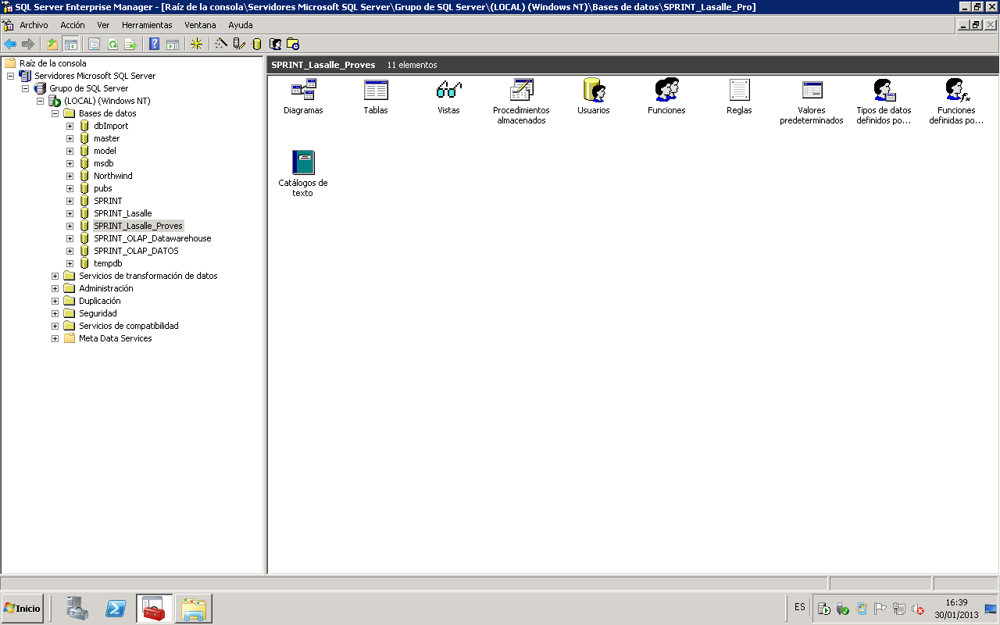 SQL Server Enterprise Manager - [Raíz de la consola\Servidores Microsoft SQL Server\Grupo de SQL Server\(LOCAL) (Windows NT)\Bases de datos\SPRINT_Lasalle_Pro]
Archivo Acción Ver Herramientas Ventana Ayuda
Raíz de la consola
Servidores Microsoft SQL Server
Grupo de SQL Server
(LOCAL) (Windows NT)
Bases de datos
dbImport
master
model
msdb
Northwind
pubs
SPRINT
SPRINT_Lasalle
SPRINT_Lasalle_Proves
SPRINT_OLAP_Datawarehouse
SPRINT_OLAP_DATOS
tempdb
Servicios de transformación de datos
Administración
Duplicación
Seguridad
Servicios de compatibilidad
Meta Data Services
SPRINT_Lasalle_Proves 11 elementos
Diagramas
Tablas
Vistas
Procedimientos
almacenados
Usuarios
Funciones
Reglas
Valores
predeterminados
Tipos de datos
definidos po...
Funciones
definidas po...
Catálogos de
texto
Inicio
ES
16:39
30/01/2013